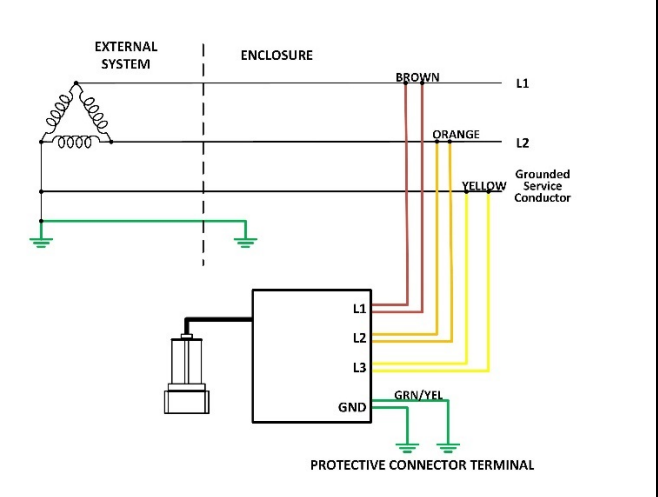 EXTERNAL
SYSTEM
ENCLOSURE
BROWN
L1
ORANGE
L2
Grounded
YELLOW Service
Conductor
L1
L2
L3
GRN/YEL
GND
PROTECTIVE CONNECTOR TERMINAL